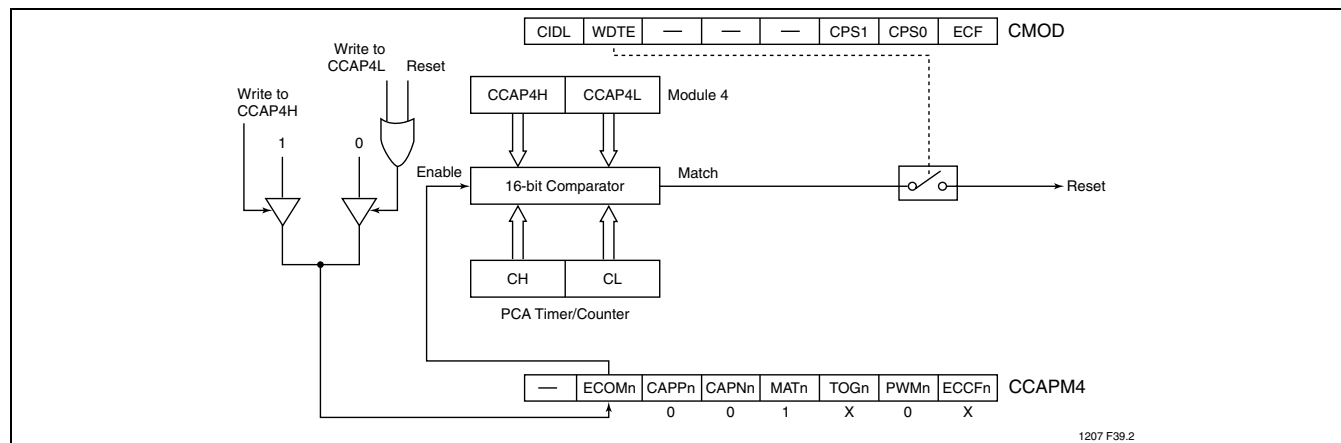 CIDL WDTE — — — CPS1 CPS0 ECF CMOD
Write to
CCAP4L Reset
Write to
CCAP4H
CCAP4H CCAP4L Module 4
1 0
Enable 16-bit Comparator Match Reset
CH CL
PCA Timer/Counter
— ECOMn CAPPn CAPNn MATn TOGn PWMn ECCFn CCAPM4
0 0 1 X 0 X
1207 F39.2